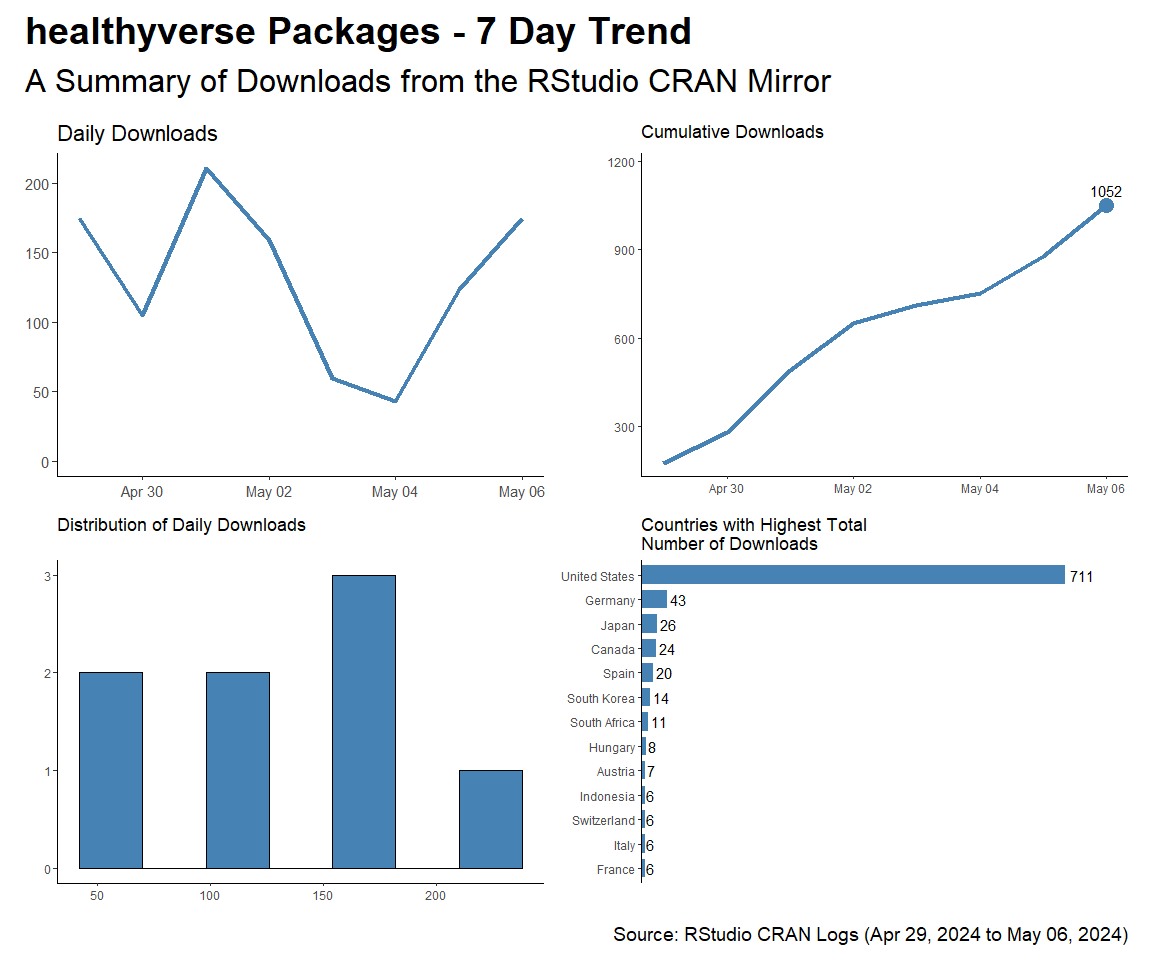 healthyverse Packages - 7 Day Trend
A Summary of Downloads from the RStudio CRAN Mirror
Daily Downloads
200
150
100
50
0
Apr 30 May 02 May 04 May 06
Cumulative Downloads
1200
900
600
300
1052
Apr 30 May 02 May 04 May 06
Distribution of Daily Downloads
3
2
1
0
50 100 150 200
Countries with Highest Total
Number of Downloads
United States 711
Germany 43
Japan 26
Canada 24
Spain 20
South Korea 14
South Africa 11
Hungary 8
Austria 7
Indonesia 6
Switzerland 6
Italy 6
France 6
Source: RStudio CRAN Logs (Apr 29, 2024 to May 06, 2024)